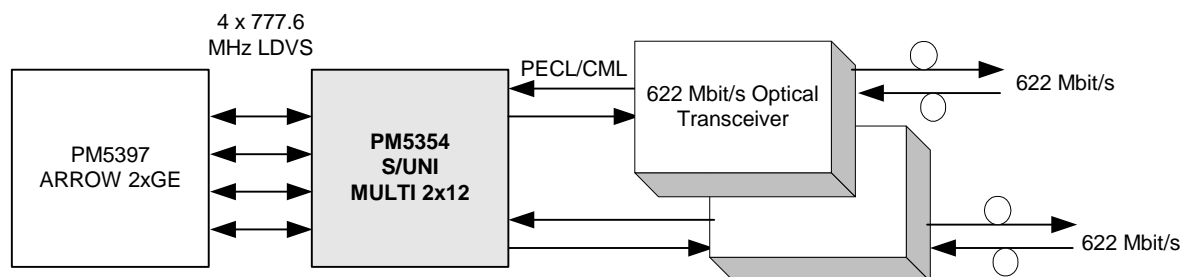 4 x 777.6
MHz LDVS
PECL/CML
PM5397
ARROW 2xGE
PM5354
S/UNI
MULTI 2x12
622 Mbit/s Optical
Transceiver
622 Mbit/s
622 Mbit/s